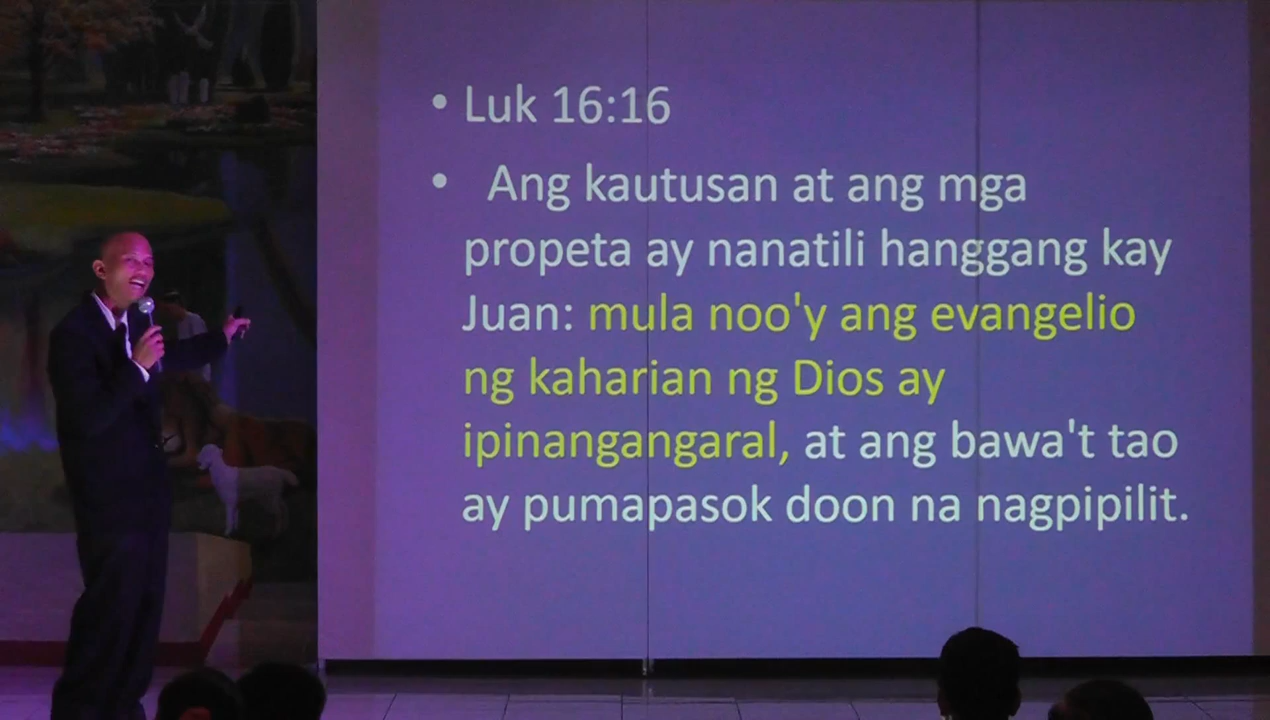 • Luk 16:16
• Ang kautusan at ang mga
propeta ay nanatili hanggang kay
Juan: mula noo'y ang evangelio
ng kaharian ng Dios ay
ipinangangaral, at ang bawa't tao
ay pumapasok doon na nagpipilit.